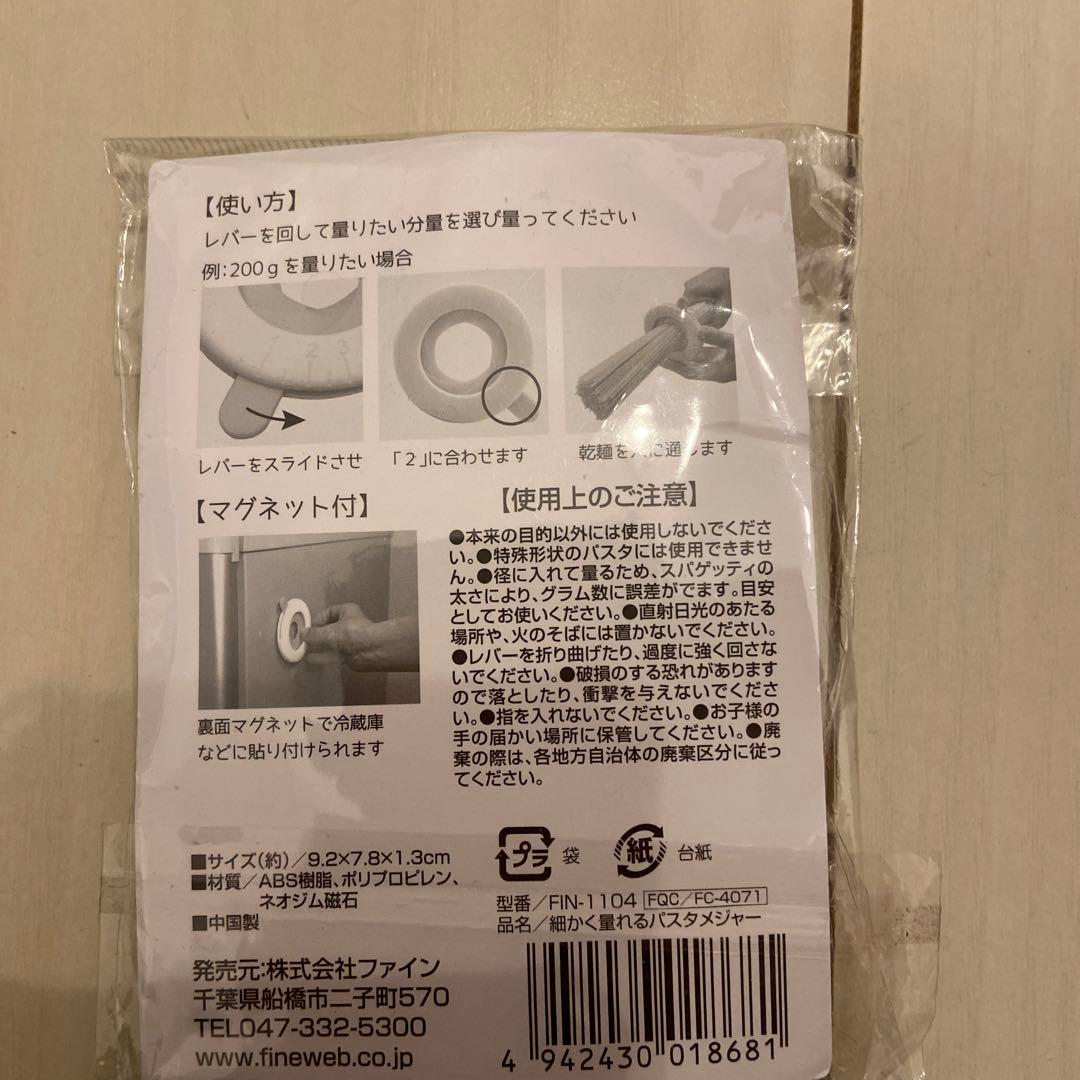 【使い方】
レバーを回して量りたい分量を選び量ってください
例:200gを量りたい場合
1 2 3
レバーをスライドさせ
「2」に合わせます
乾麺を に通します
【マグネット付】
裏面マグネットで冷蔵庫
などに貼り付けられます
【使用上のご注意】
●本来の目的以外には使用しないでくださ
い。●特殊形状のパスタには使用できませ
ん。●径に入れて量るため、スパゲッティの
太さにより、グラム数に誤差がでます。目安
としてお使いください。●直射日光のあたる
場所や、火のそばには置かないでください。
●レバーを折り曲げたり、過度に強く回さな
いでください。●破損のする恐れがあります
ので落としたり、衝撃を与えないでくださ
い。●指を入れないでください。●お子様の
手の届かい場所に保管してください。●廃
棄の際は、各地方自治体の廃棄区分に従っ
てください。
■サイズ(約)/9.2×7.8×1.3cm
■材質/ABS樹脂、ポリプロピレン、
ネオジム磁石
■中国製
発売元:株式会社ファイン
千葉県船橋市二子町570
TEL047-332-5300
www.fineweb.co.jp
プラ 袋 紙 台紙
型番/FIN-1104 FQC/FC-4071
品名/細かく量れるパスタメジャー
4 942430 018681